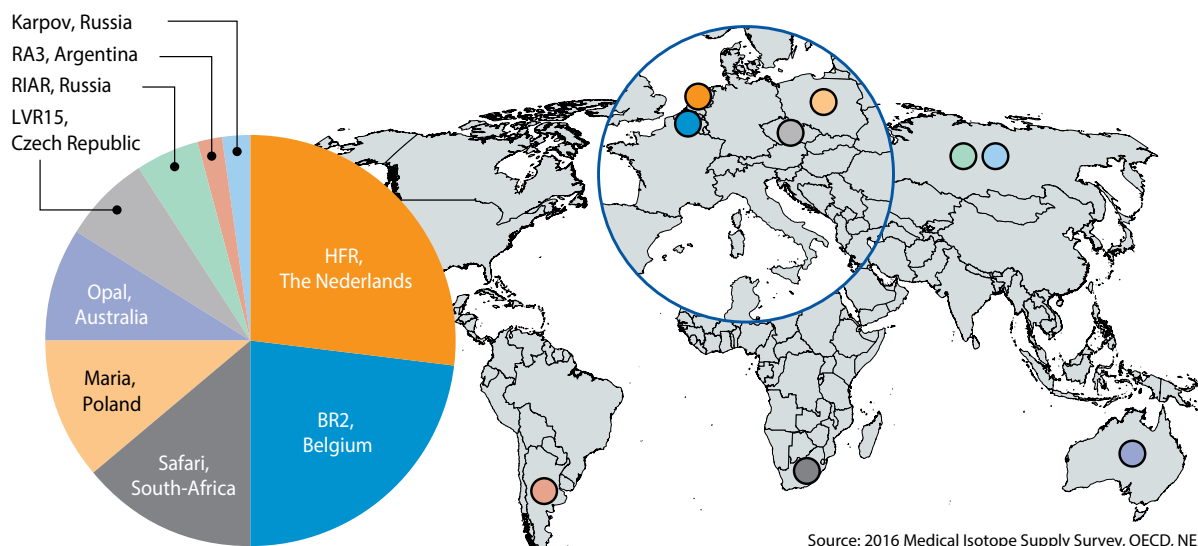 Karpov, Russia
RA3, Argentina
RIAR, Russia
LVR15,
Czech Republic
HFR,
The Nederlands
Opal,
Australia
Maria,
Poland
BR2,
Belgium
Safari,
South-Africa
Source: 2016 Medical Isotope Supply Survey, OECD, NE